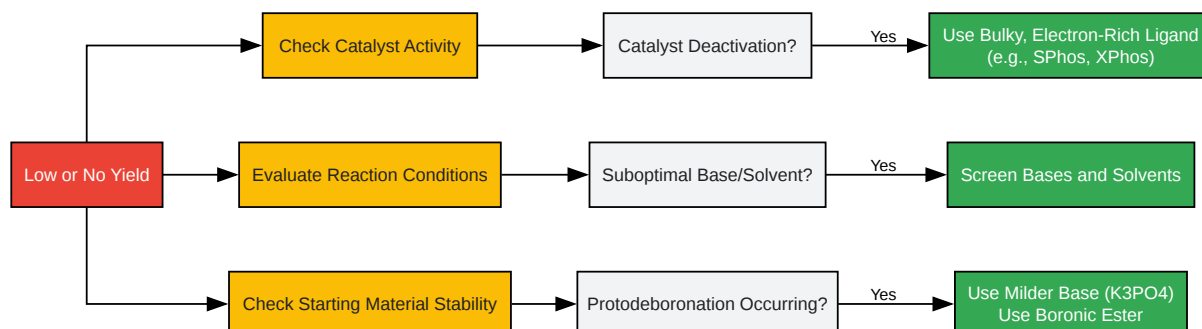 Check Catalyst Activity
Catalyst Deactivation?
Yes
Use Bulky, Electron-Rich Ligand
(e.g., SPhos, XPhos)
Low or No Yield
Evaluate Reaction Conditions
Suboptimal Base/Solvent?
Yes
Screen Bases and Solvents
Check Starting Material Stability
Protodeboronation Occurring?
Yes
Use Milder Base (K3PO4)
Use Boronic Ester